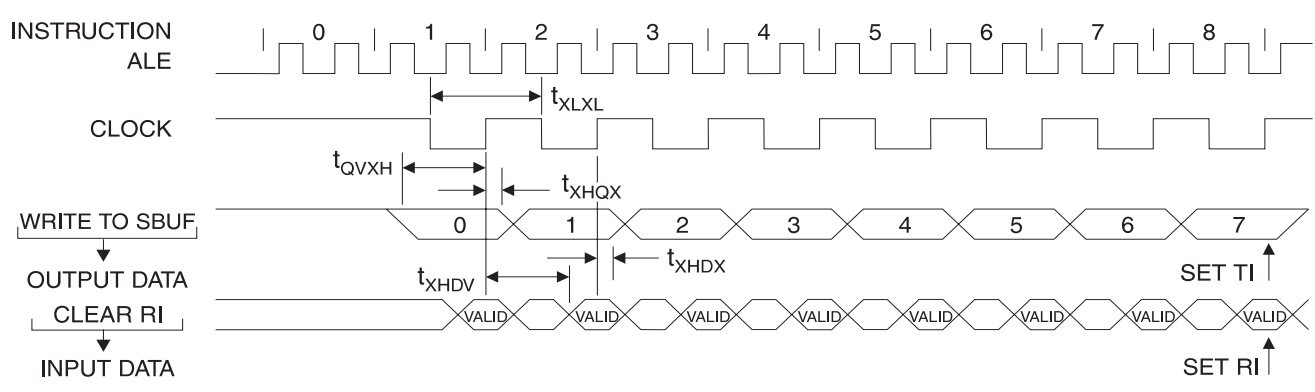 INSTRUCTION 0 1 2 3 4 5 6 7 8
ALE
tXLXL
CLOCK
tQVXH
tXHQX
WRITE TO SBUF 0 1 2 3 4 5 6 7
tXHDX
SET TI
OUTPUT DATA
tXHDV
CLEAR RI VALID VALID VALID VALID VALID VALID VALID VALID
INPUT DATA
SET RI